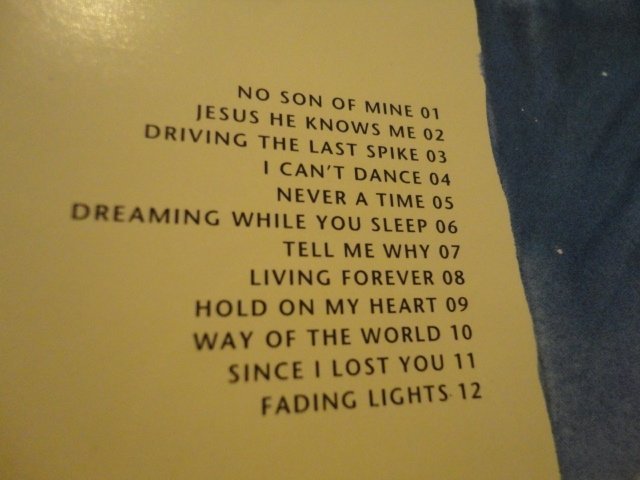 NO SON OF MINE 01
JESUS HE KNOWS ME 02
DRIVING THE LAST SPIKE 03
I CAN'T DANCE 04
NEVER A TIME 05
DREAMING WHILE YOU SLEEP 06
TELL ME WHY 07
LIVING FOREVER 08
HOLD ON MY HEART 09
WAY OF THE WORLD 10
SINCE I LOST YOU 11
FADING LIGHTS 12